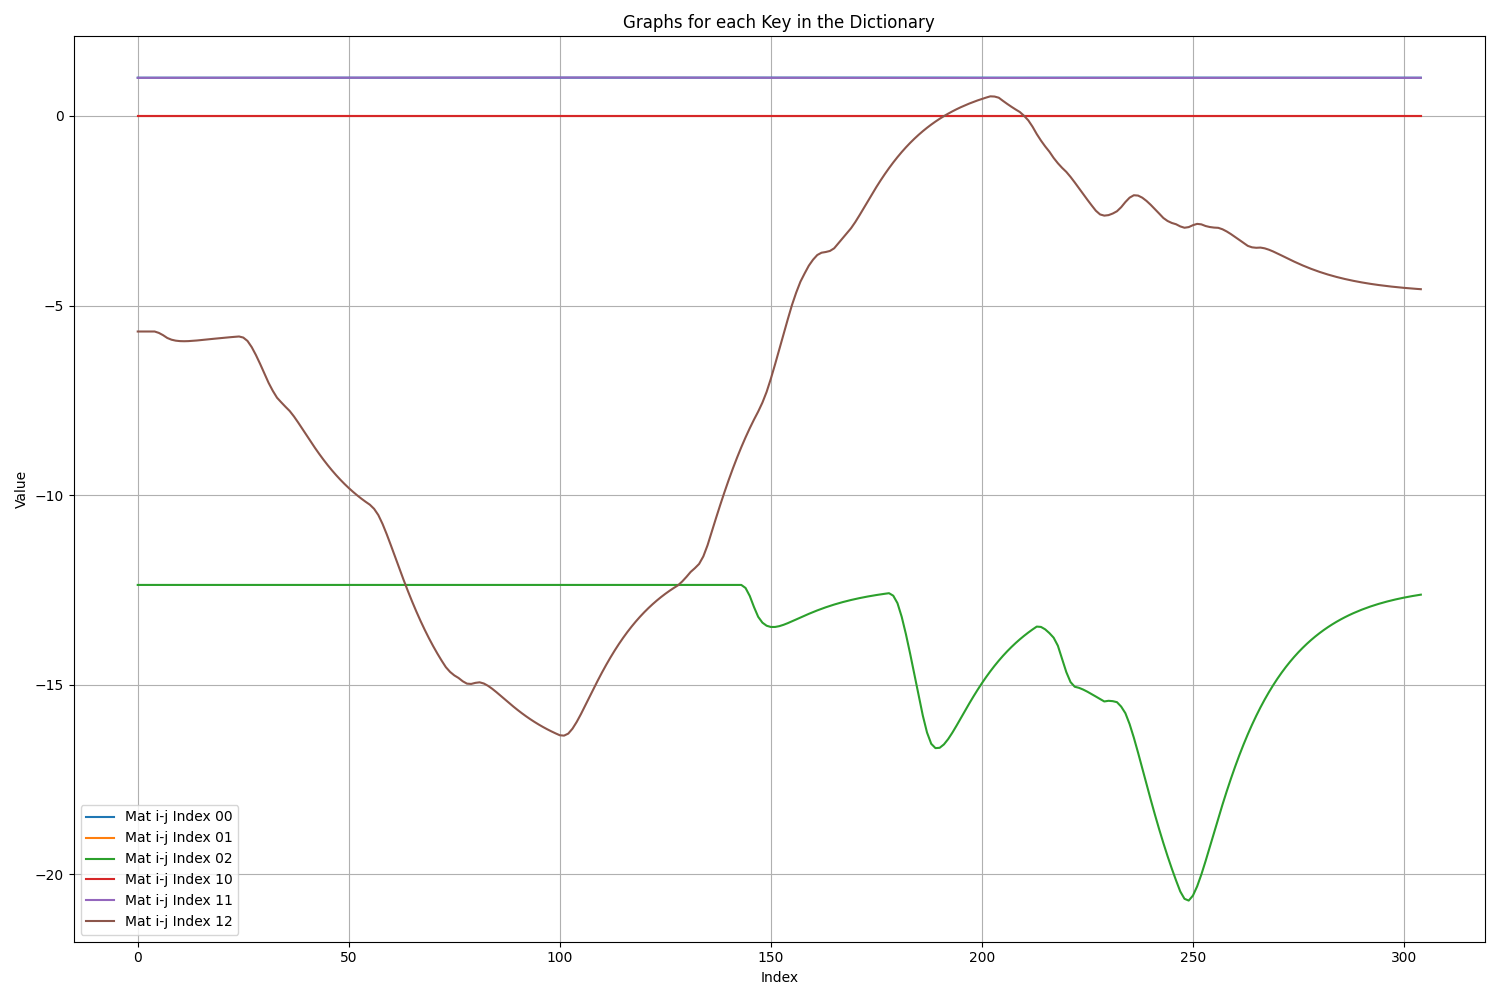 Graphs for each Key in the Dictionary
Value
0
−5
−10
−15
−20
Mat i-j Index 00
Mat i-j Index 01
Mat i-j Index 02
Mat i-j Index 10
Mat i-j Index 11
Mat i-j Index 12
0 50 100 150 200 250 300
Index